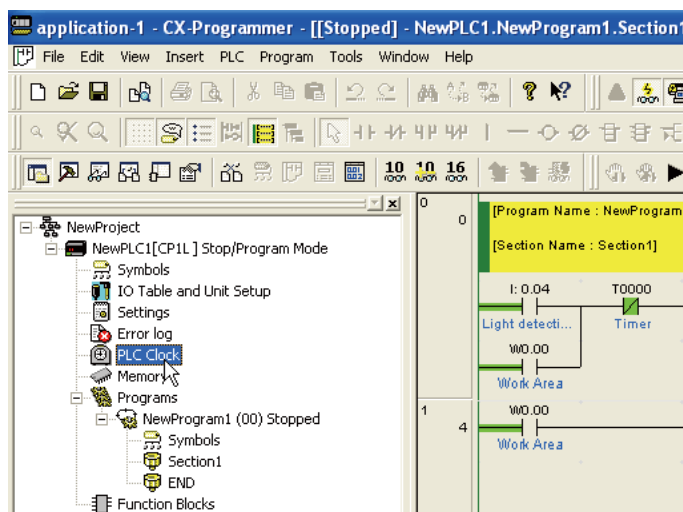 application-1 - CX-Programmer - [[Stopped] - NewPLC1.NewProgram1.Section1
File Edit View Insert PLC Program Tools Window Help
10 10 16
NewProject
NewPLC1[CP1L] Stop/Program Mode
Symbols
IO Table and Unit Setup
Settings
Error log
PLC Clock
Memory
Programs
NewProgram1 (00) Stopped
Symbols
Section1
END
Function Blocks
0
0
[Program Name : NewProgram
[Section Name : Section1]
I: 0.04 T0000
Light detecti... Timer
W0.00
Work Area
1
4
W0.00
Work Area